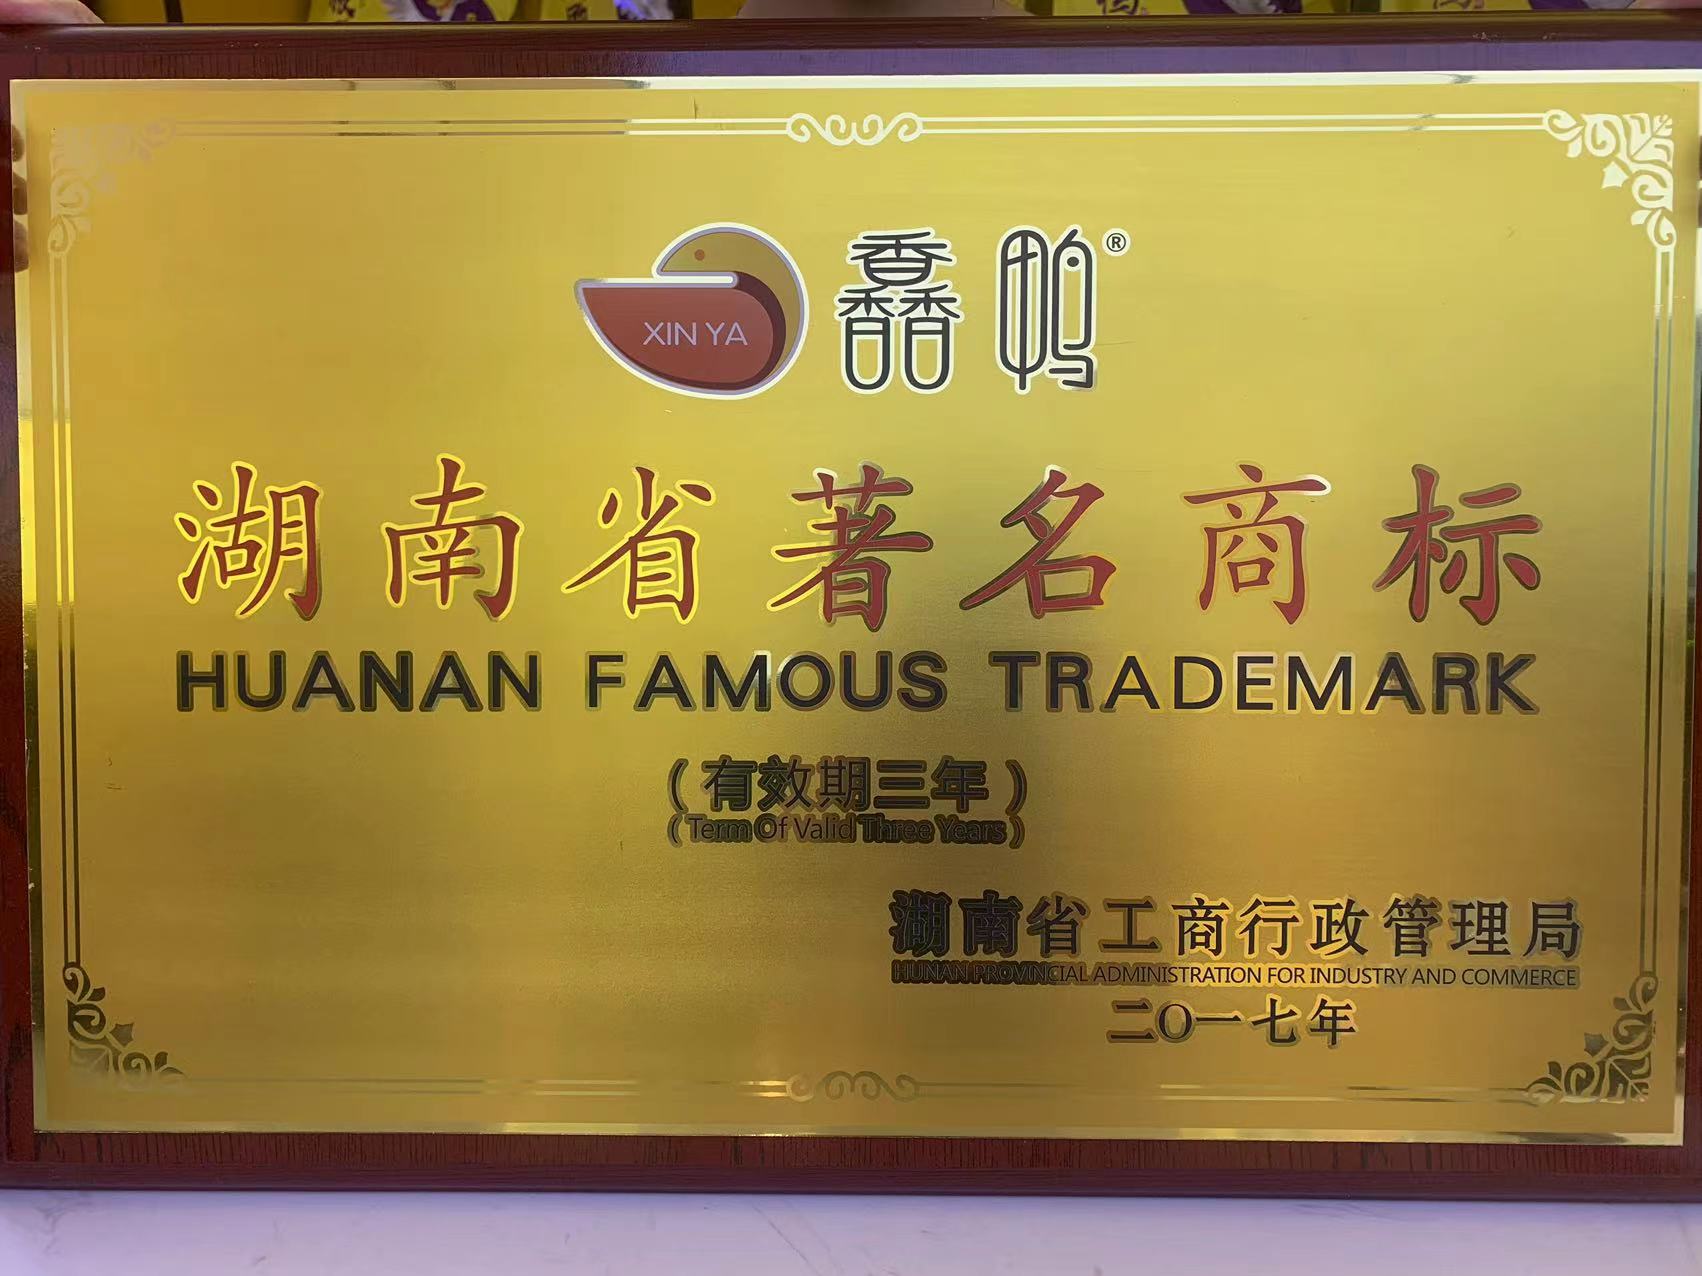 XIN YA 馫鸭®
湖南省著名商标
HUANAN FAMOUS TRADEMARK
(有效期三年)
(Term Of Valid Three Years)
湖南省工商行政管理局
HUNAN PROVINCIAL ADMINISTRATION FOR INDUSTRY AND COMMERCE
二O一七年